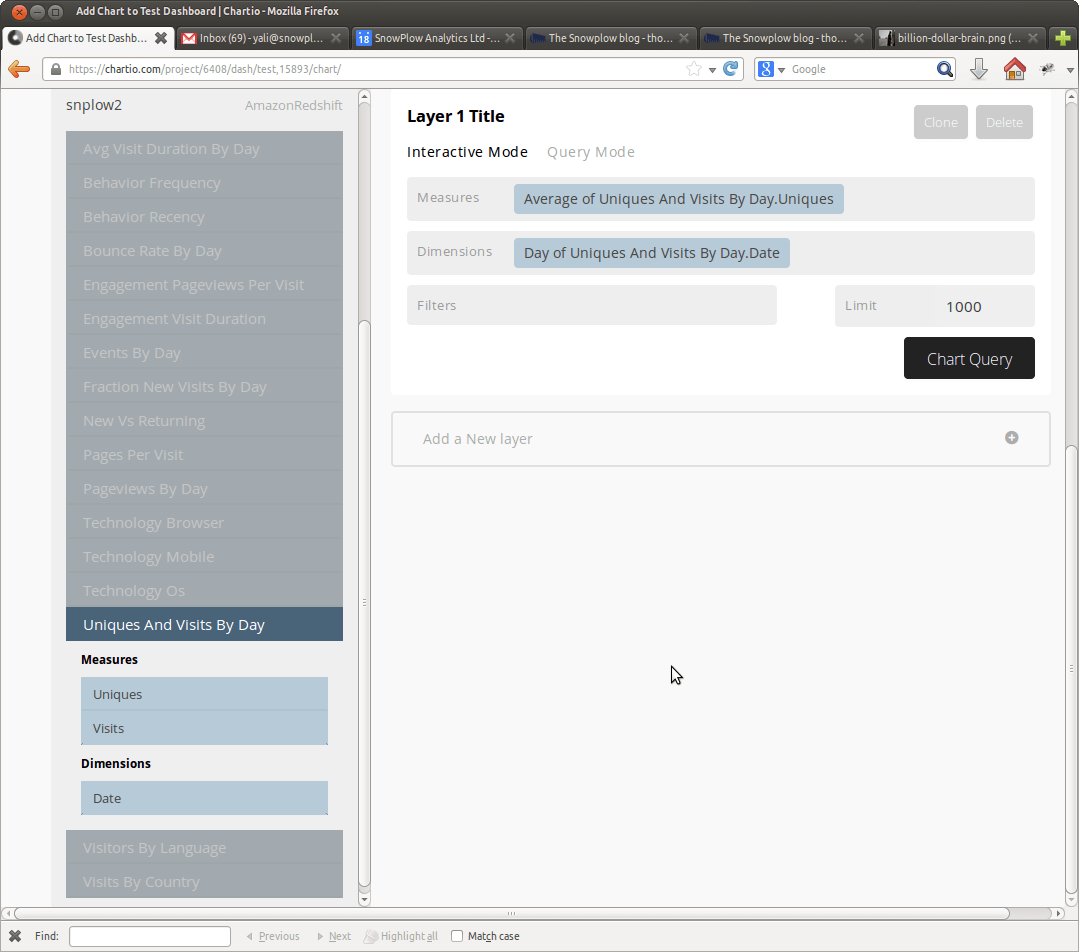 Add Chart to Test Dashboard | Chartio - Mozilla Firefox
Add Chart to Test Dashb...
Inbox (69) - yali@snowpl...
18 SnowPlow Analytics Ltd -...
The Snowplow blog - tho...
The Snowplow blog - tho...
billion-dollar-brain.png (...
https://chartio.com/project/6408/dash/test,15893/chart/
8 Google
snplow2 AmazonRedshift
Avg Visit Duration By Day
Behavior Frequency
Behavior Recency
Bounce Rate By Day
Engagement Pageviews Per Visit
Engagement Visit Duration
Events By Day
Fraction New Visits By Day
New Vs Returning
Pages Per Visit
Pageviews By Day
Technology Browser
Technology Mobile
Technology Os
Uniques And Visits By Day
Measures
Uniques
Visits
Dimensions
Date
Visitors By Language
Visits By Country
Layer 1 Title
Clone Delete
Interactive Mode Query Mode
Measures Average of Uniques And Visits By Day.Uniques
Dimensions Day of Uniques And Visits By Day.Date
Filters Limit 1000
Chart Query
Add a New layer
Find: Previous Next Highlight all Match case